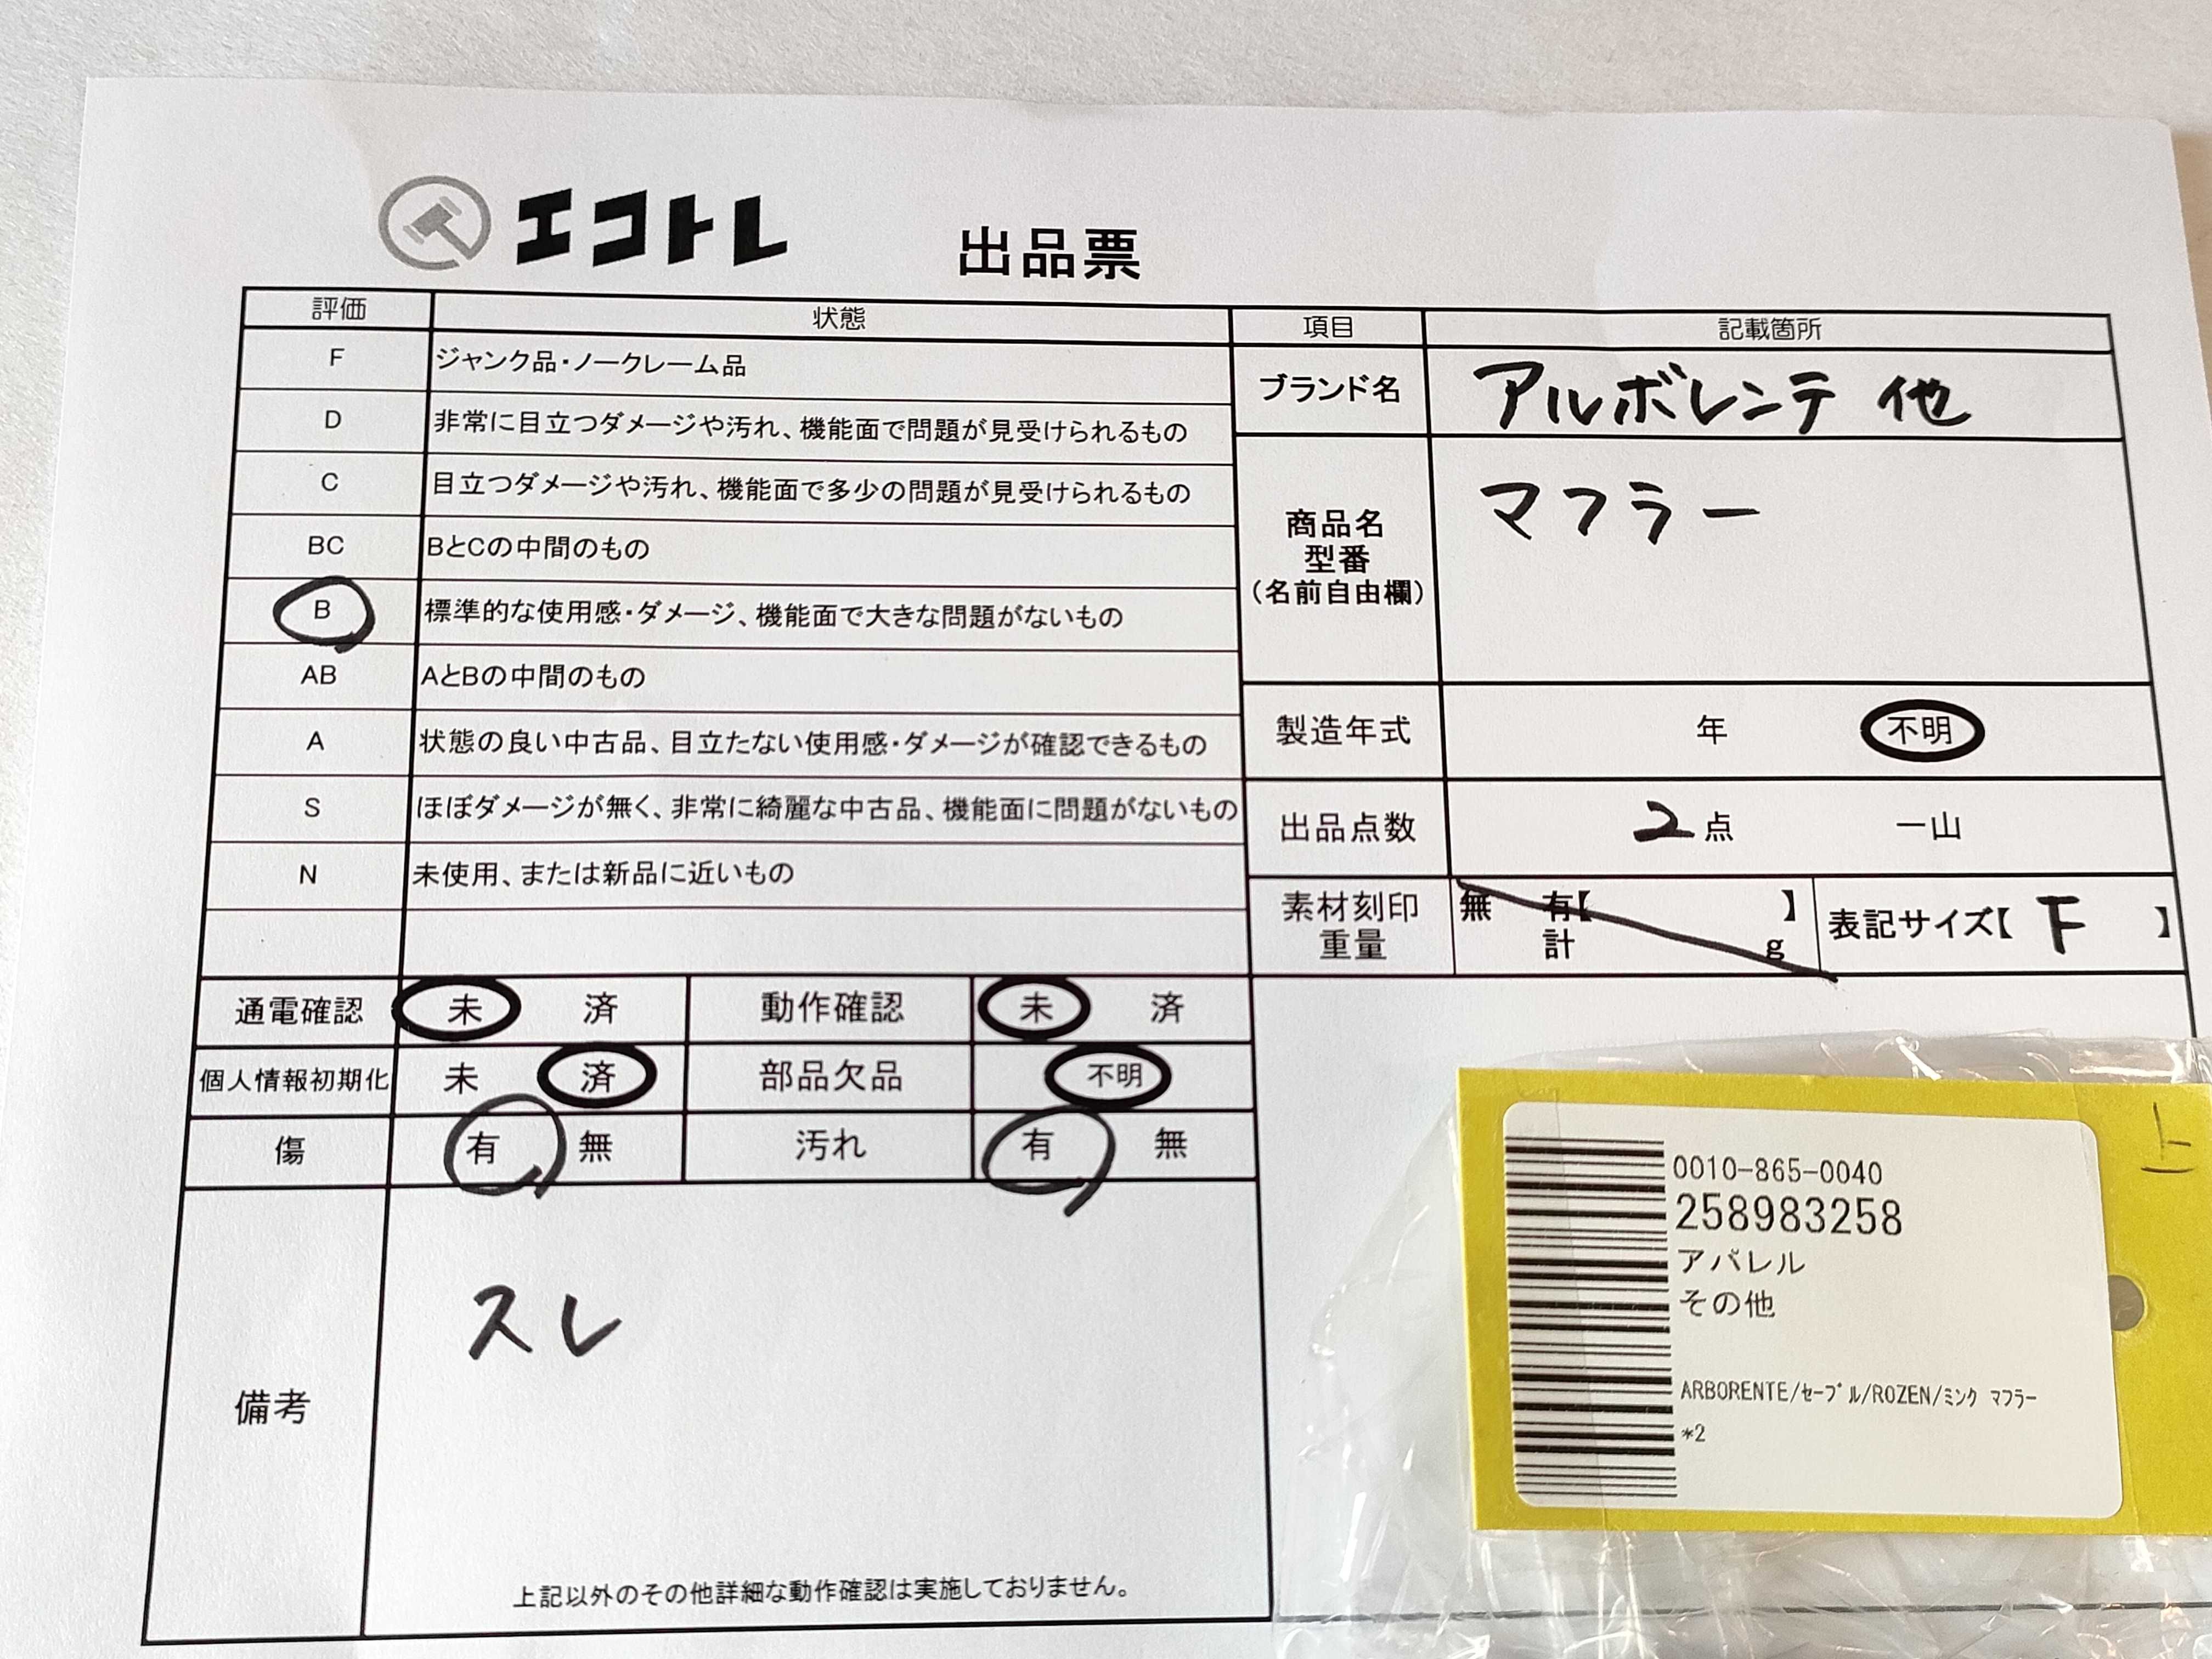 エコトレ 出品票
評価 状態
F ジャンク品・ノークレーム品
D 非常に目立つダメージや汚れ、機能面で問題が見受けられるもの
C 目立つダメージや汚れ、機能面で多少の問題が見受けられるもの
BC BとCの中間のもの
B 標準的な使用感・ダメージ、機能面で大きな問題がないもの
AB AとBの中間のもの
A 状態の良い中古品、目立たない使用感・ダメージが確認できるもの
S ほぼダメージが無く、非常に綺麗な中古品、機能面に問題がないもの
N 未使用、または新品に近いもの
通電確認 未 済 動作確認 未 済
個人情報初期化 未 済 部品欠品 不明
傷 有 無 汚れ 有 無
備考
スレ
上記以外のその他詳細な動作確認は実施しておりません。
項目 記載箇所
ブランド名 アルボレンテ 他
商品名
型番
(名前自由欄)
マフラー
製造年式 年 不明
出品点数 2点 一山
素材刻印 無 有【 】
重量 計 g
表記サイズ【 F 】
上
0010-865-0040
258983258
アパレル
その他
ARBORENTE/セーブル/ROZEN/ミンク マフラー
*2